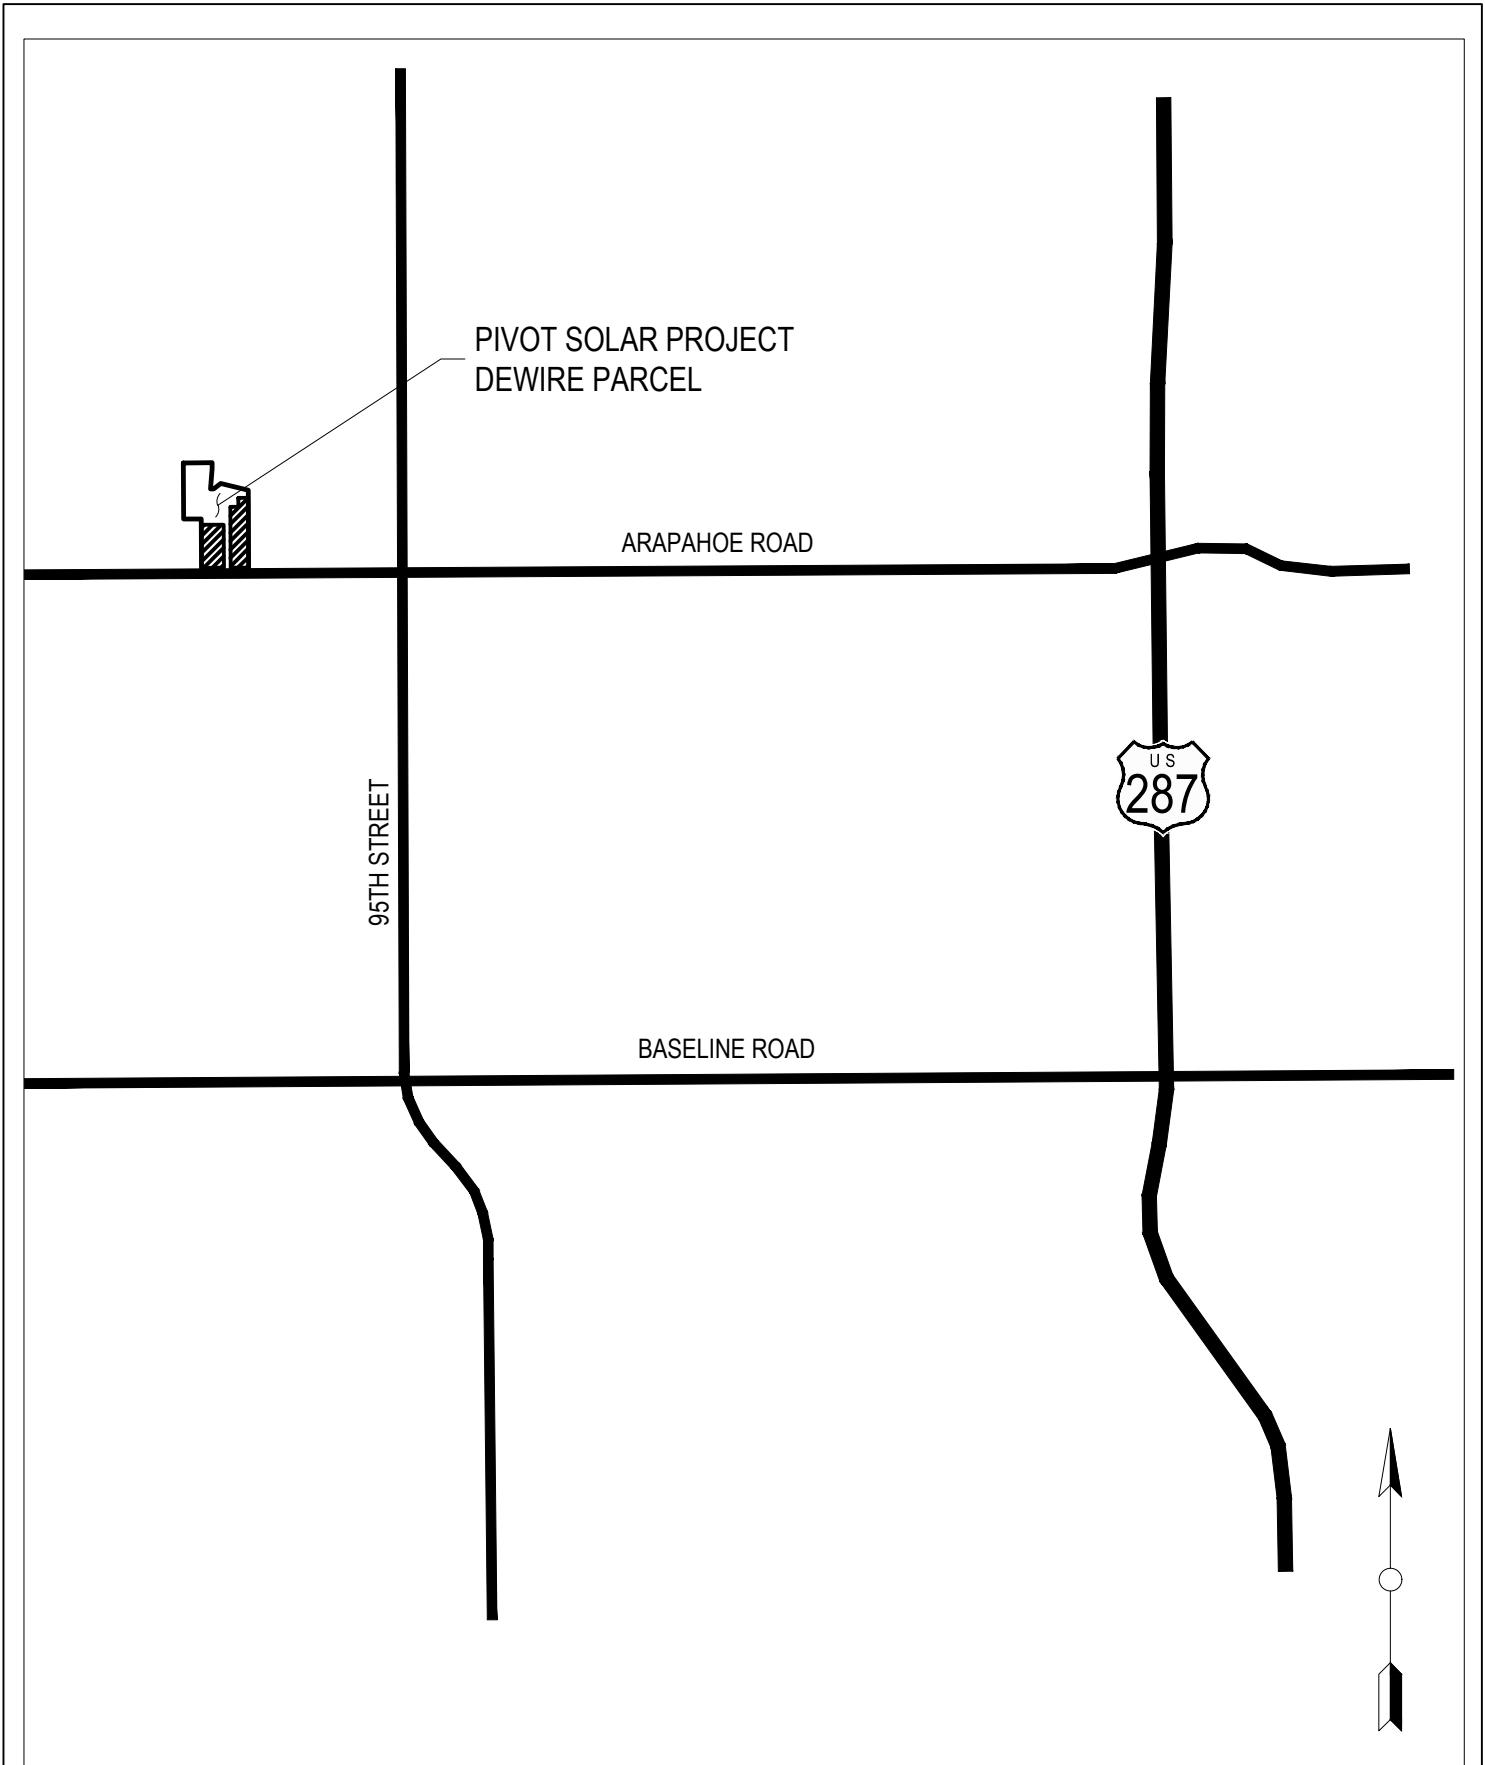 PIVOT SOLAR PROJECT
DEWIRE PARCEL
ARAPAHOE ROAD
US
287
95TH STREET
BASELINE ROAD